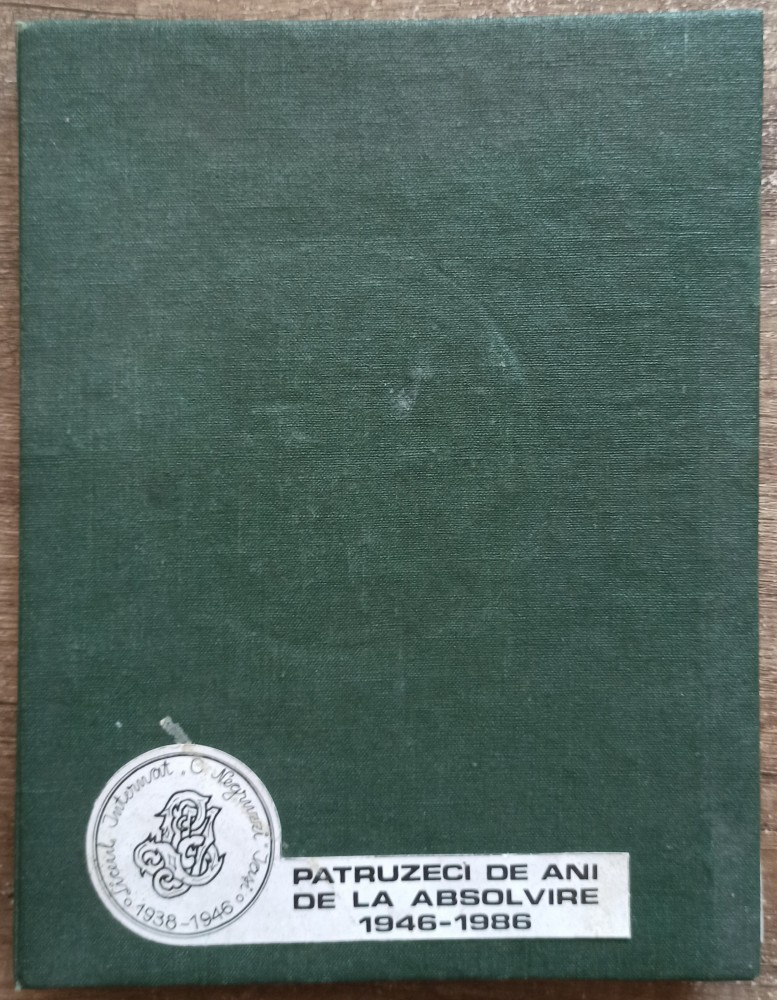 Liceul Internat „C. Negruzzi" Iași
1938-1946
PATRUZECI DE ANI
DE LA ABSOLVIRE
1946-1986